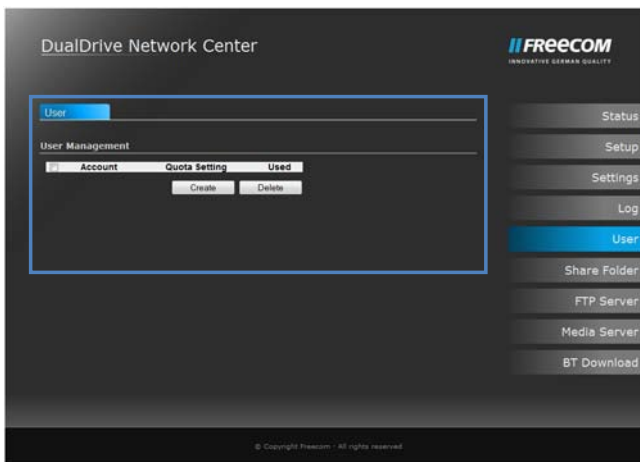 DualDrive Network Center
FREECOM
INNOVATIVE GERMAN QUALITY
User
User Management
Account Quota Setting Used
Create Delete
Status
Setup
Settings
Log
User
Share Folder
FTP Server
Media Server
BT Download
© Copyright Freecom - All rights reserved